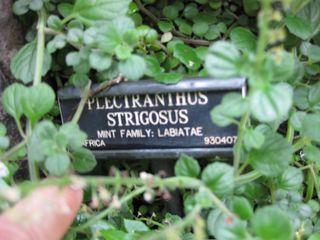 PLECTRANTHUS
STRIGOSUS
MINT FAMILY: LABIATAE
AFRICA 930407